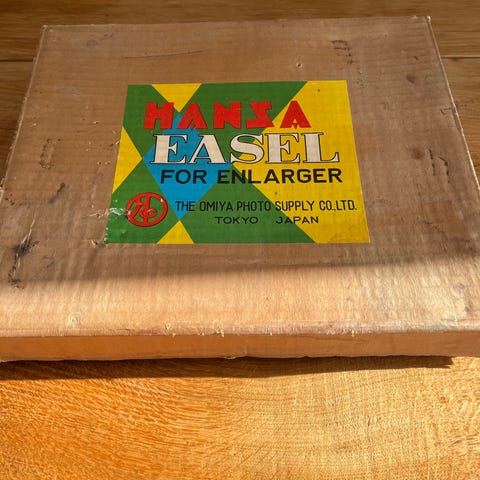 HANSA
EASEL
FOR ENLARGER
THE OMIYA PHOTO SUPPLY CO., LTD.
TOKYO JAPAN